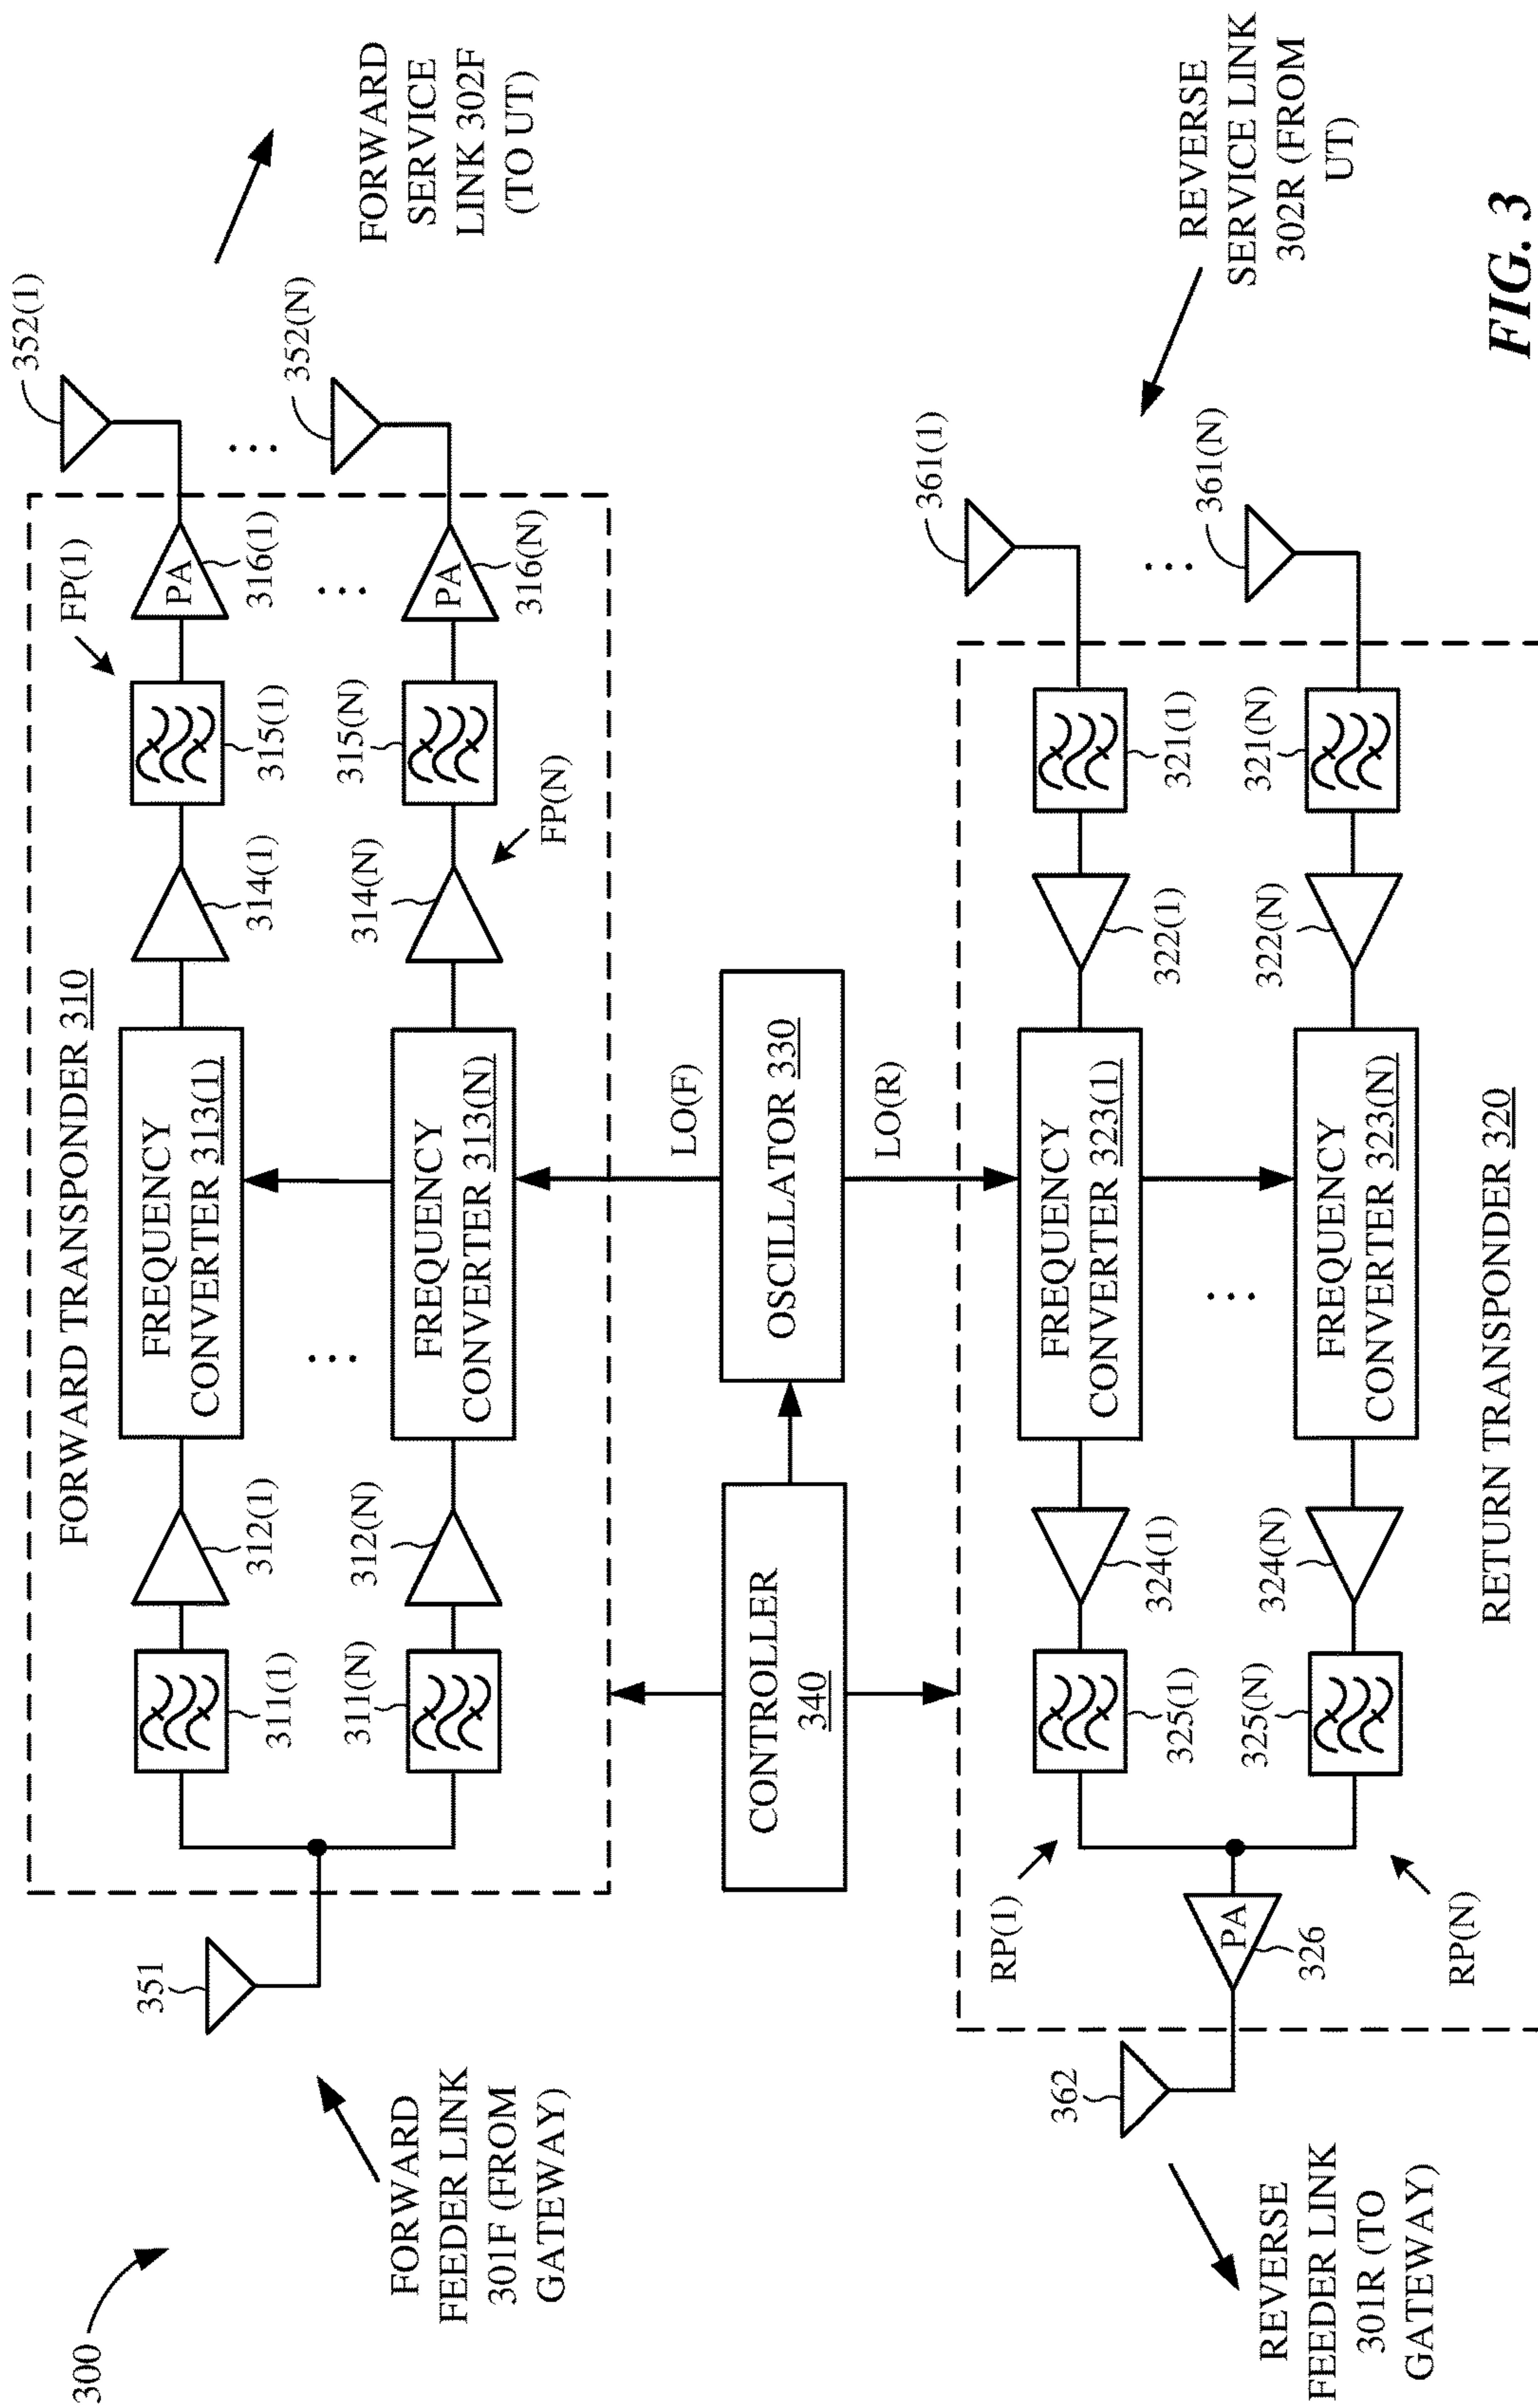 300
FORWARD
FEEDER LINK
301F (FROM
GATEWAY)
351
FORWARD TRANSPONDER 310
311(1)
312(1)
FREQUENCY
CONVERTER 313(1)
314(1)
315(1)
FP(1)
PA
316(1)
352(1)
...
...
...
311(N)
312(N)
FREQUENCY
CONVERTER 313(N)
314(N)
FP(N)
315(N)
PA
316(N)
352(N)
FORWARD
SERVICE
LINK 302F
(TO UT)
CONTROLLER
340
OSCILLATOR 330
LO(F)
LO(R)
REVERSE
FEEDER LINK
301R (TO
GATEWAY)
362
PA
326
RP(1)
RP(N)
325(1)
324(1)
FREQUENCY
CONVERTER 323(1)
322(1)
321(1)
361(1)
...
...
325(N)
324(N)
FREQUENCY
CONVERTER 323(N)
322(N)
321(N)
361(N)
RETURN TRANSPONDER 320
REVERSE
SERVICE LINK
302R (FROM
UT)
FIG. 3